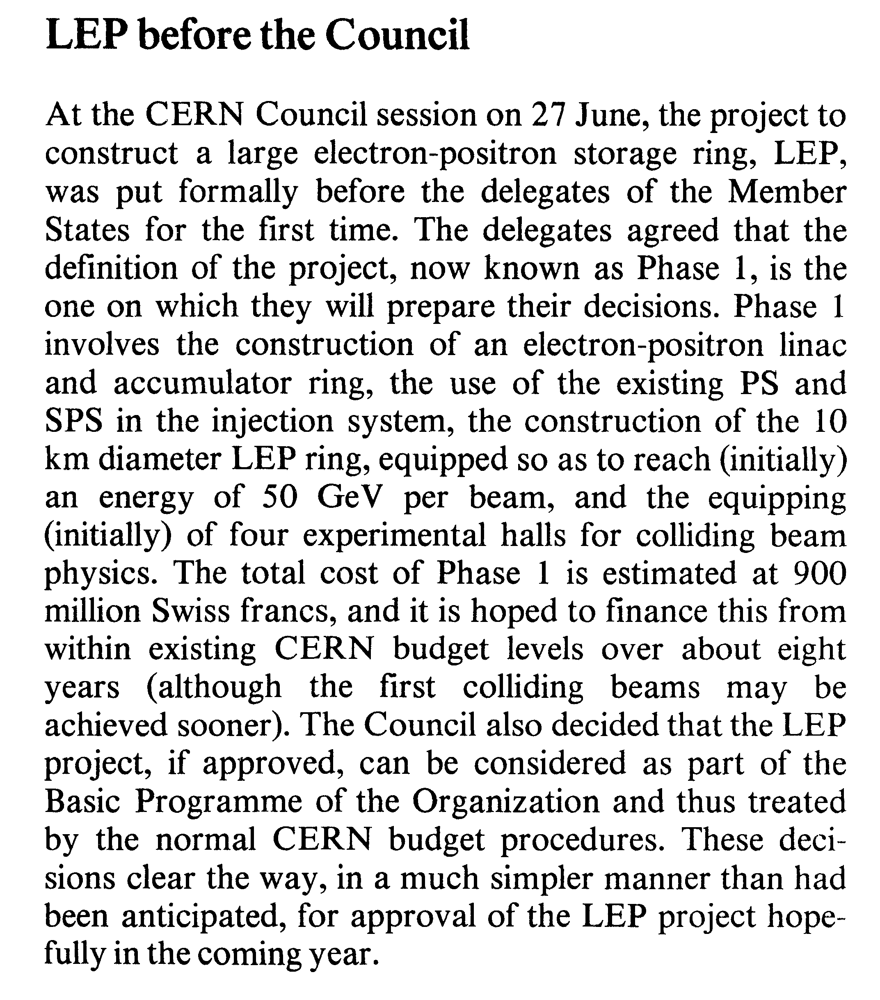 LEP before the Council
At the CERN Council session on 27 June, the project to
construct a large electron-positron storage ring, LEP,
was put formally before the delegates of the Member
States for the first time. The delegates agreed that the
definition of the project, now known as Phase 1, is the
one on which they will prepare their decisions. Phase 1
involves the construction of an electron-positron linac
and accumulator ring, the use of the existing PS and
SPS in the injection system, the construction of the 10
km diameter LEP ring, equipped so as to reach (initially)
an energy of 50 GeV per beam, and the equipping
(initially) of four experimental halls for colliding beam
physics. The total cost of Phase 1 is estimated at 900
million Swiss francs, and it is hoped to finance this from
within existing CERN budget levels over about eight
years (although the first colliding beams may be
achieved sooner). The Council also decided that the LEP
project, if approved, can be considered as part of the
Basic Programme of the Organization and thus treated
by the normal CERN budget procedures. These deci-
sions clear the way, in a much simpler manner than had
been anticipated, for approval of the LEP project hope-
fully in the coming year.